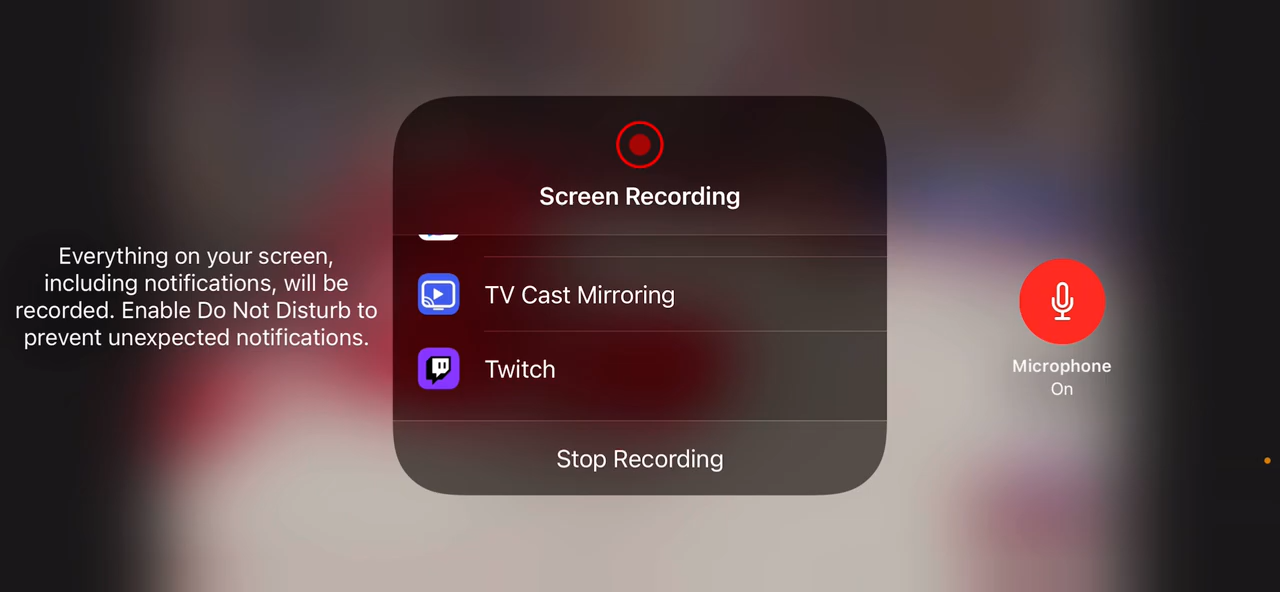 Screen Recording
Everything on your screen,
including notifications, will be
recorded. Enable Do Not Disturb to
prevent unexpected notifications.
TV Cast Mirroring
Twitch
Stop Recording
Microphone
On